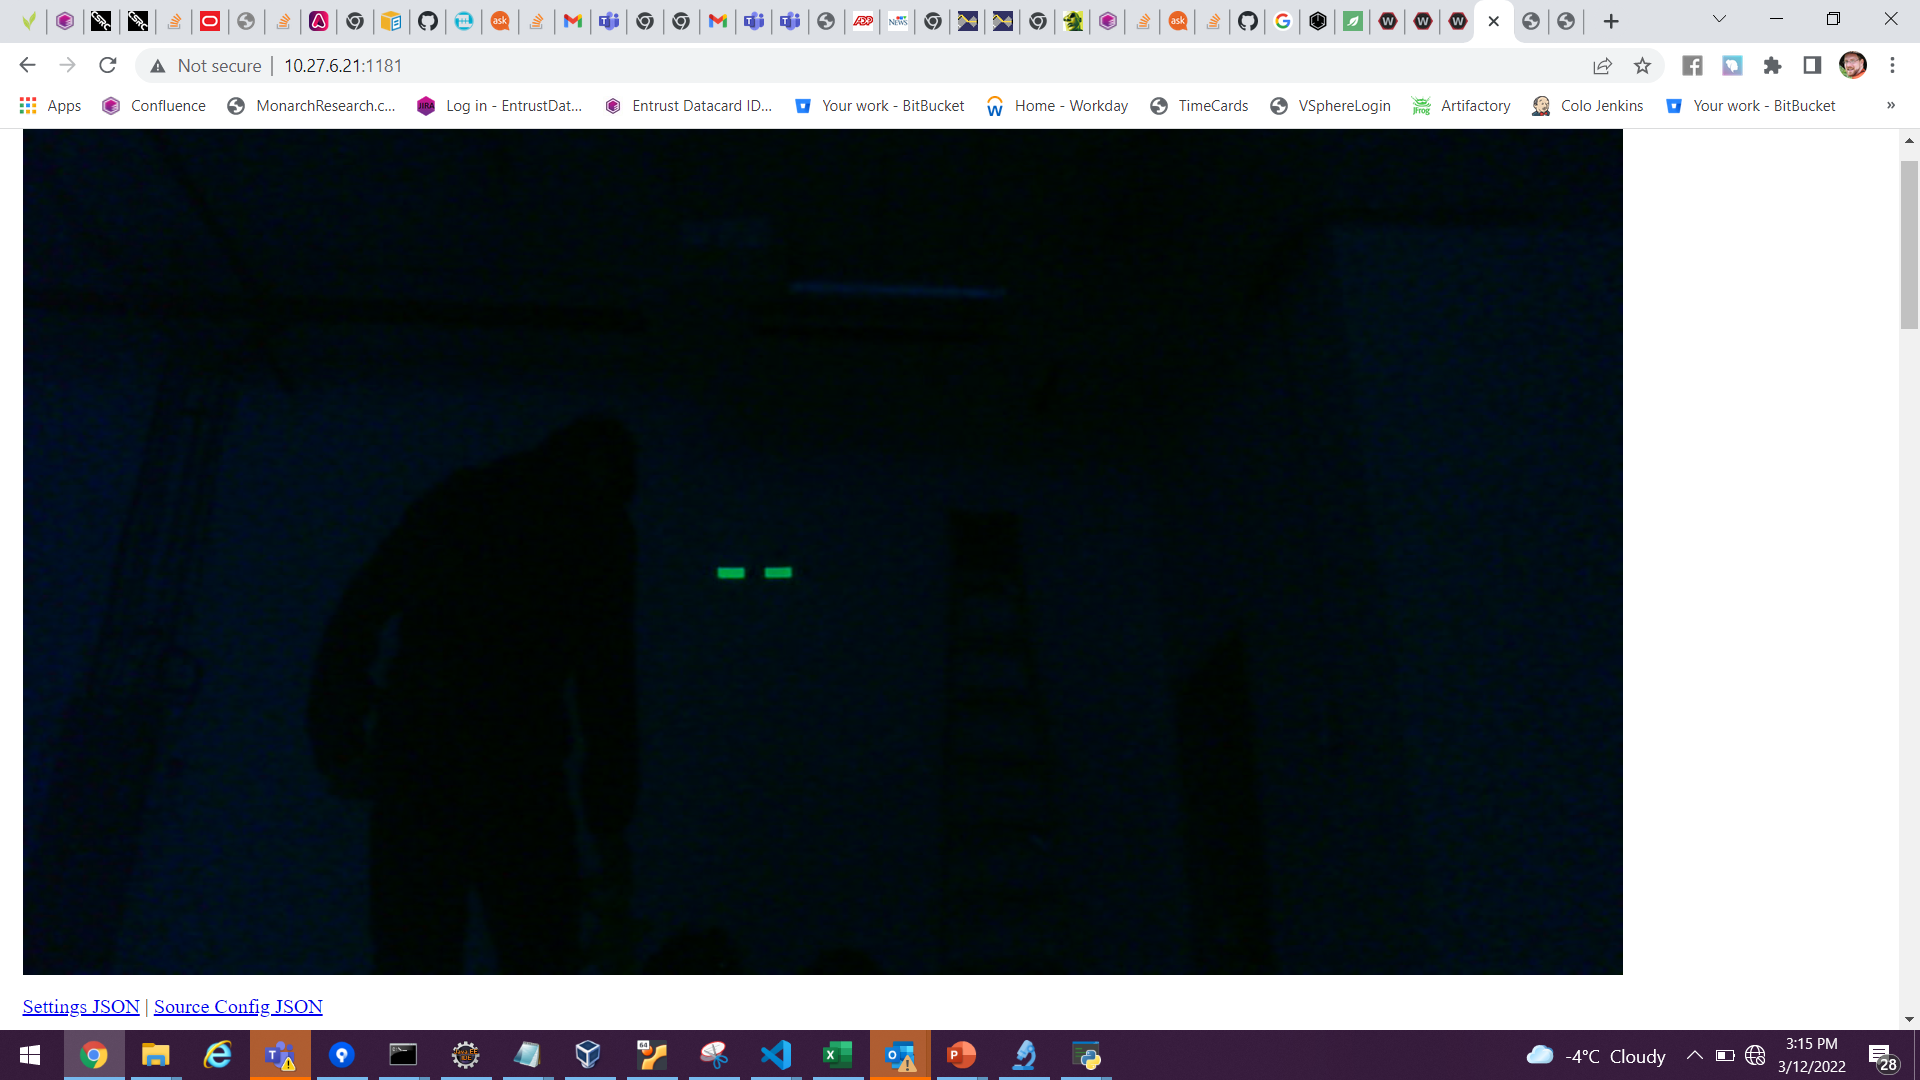 Not secure | 10.27.6.21:1181
Apps Confluence MonarchResearch.c... Log in - EntrustDat... Entrust Datacard ID... Your work - BitBucket Home - Workday TimeCards VSphereLogin Artifactory Colo Jenkins Your work - BitBucket »
Settings JSON | Source Config JSON
-4°C Cloudy
3:15 PM
3/12/2022
28